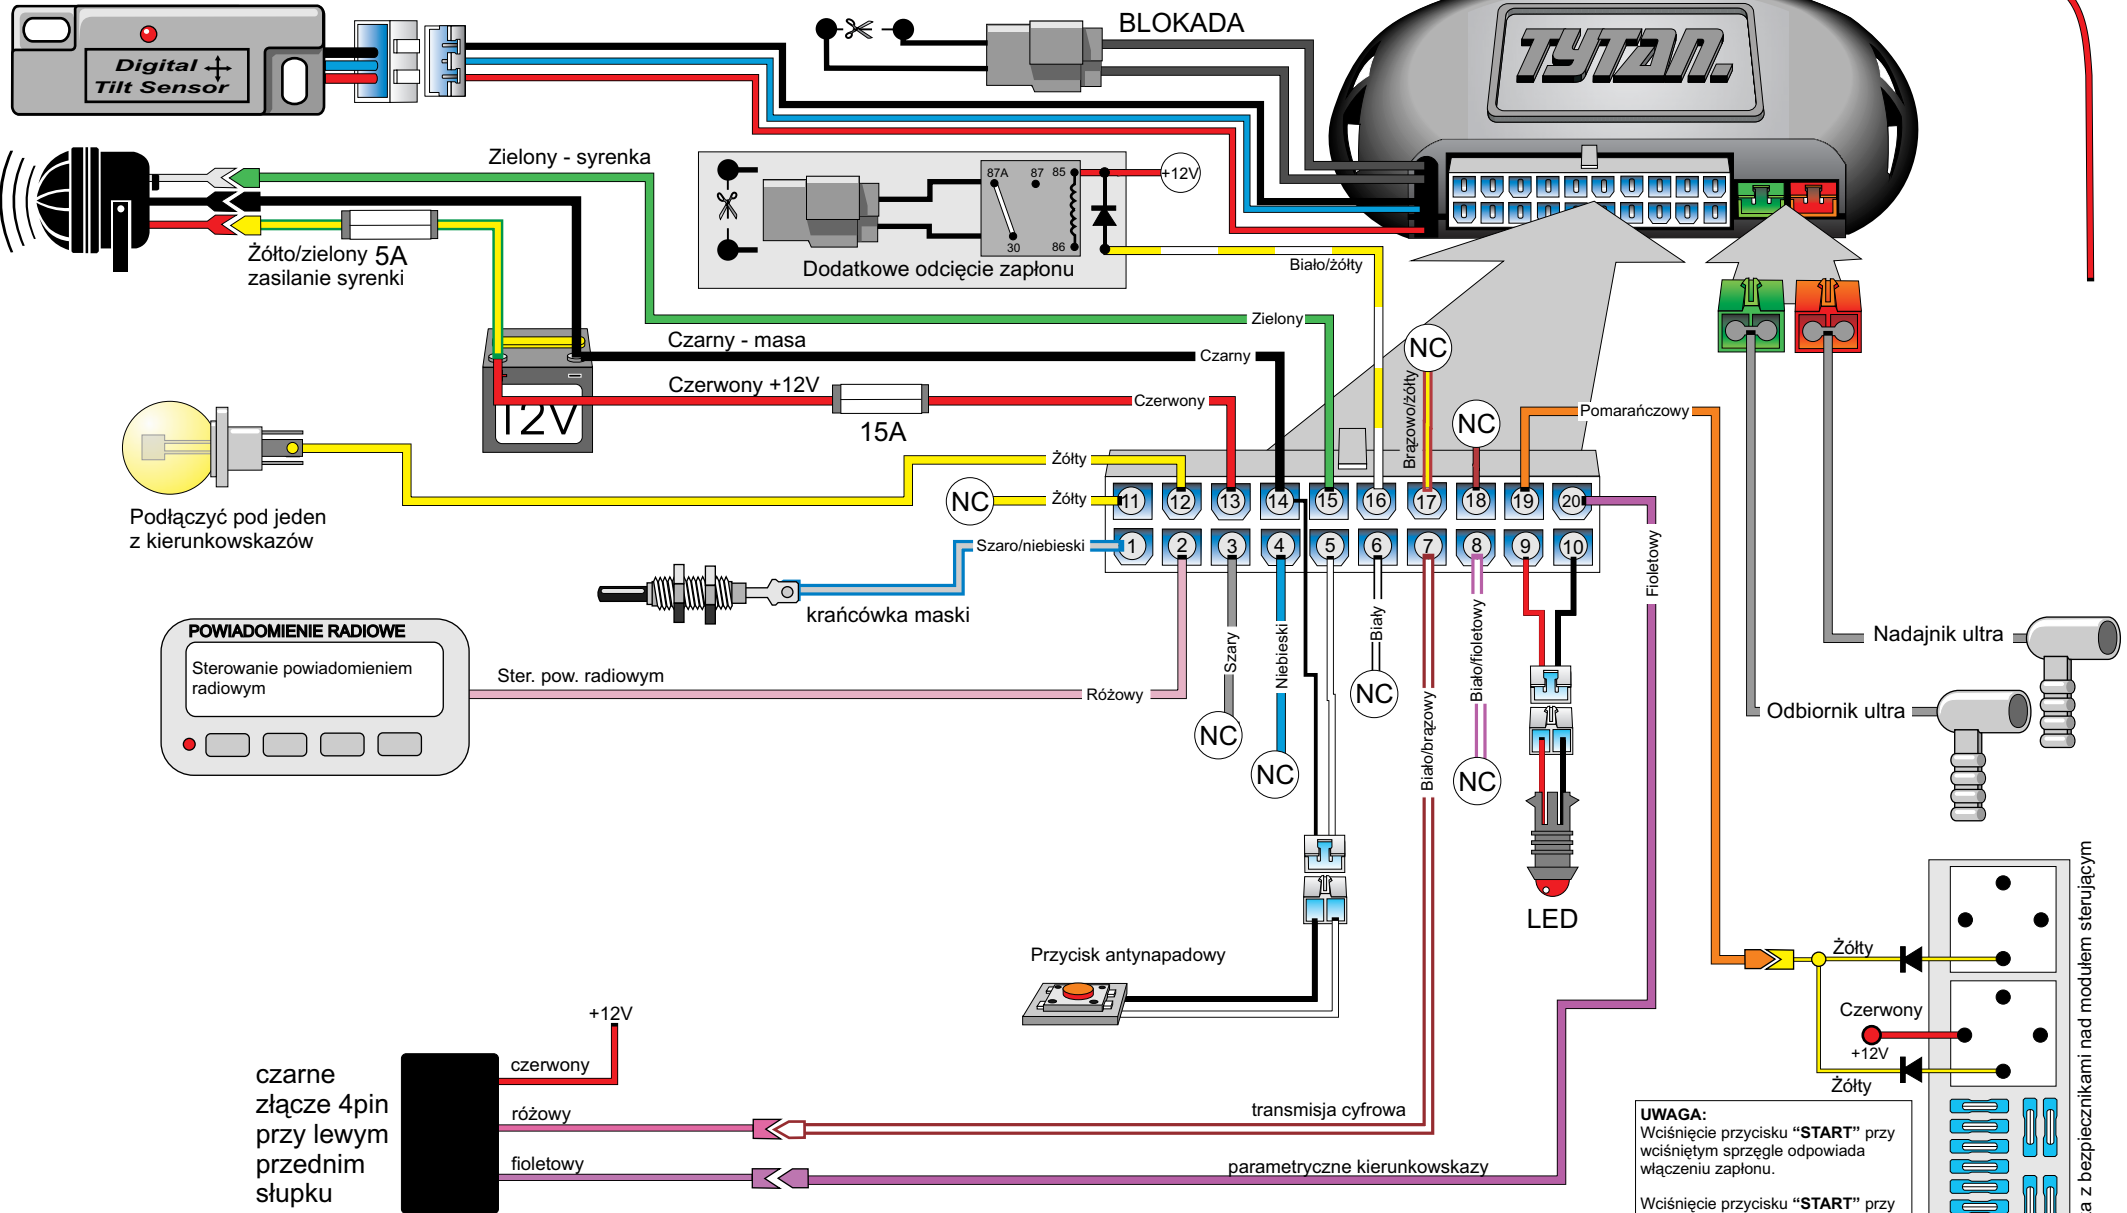 Digital
Tilt Sensor
BLOKADA
TYTAN.
Zielony - syrenka
Żółto/zielony 5A
zasilanie syrenki
87A 87 85
30 86
+12V
Dodatkowe odcięcie zapłonu
Biało/żółty
Zielony
Czarny - masa
Czarny
Czerwony +12V
Czerwony
15A
12V
NC
Brązowo/żółty
NC
Pomarańczowy
Podłączyć pod jeden
z kierunkowskazów
Żółty
NC
Żółty
11 12 13 14 15 16 17 18 19 20
1 2 3 4 5 6 7 8 9 10
Szaro/niebieski
krańcówka maski
Fioletowy
POWIADOMIENIE RADIOWE
Sterowanie powiadomieniem
radiowym
Ster. pow. radiowym
Różowy
Szary
NC
Niebieski
NC
Biały
NC
Biało/brązowy
Biało/fioletowy
NC
LED
Nadajnik ultra
Odbiornik ultra
Przycisk antynapadowy
Żółty
Czerwony
+12V
Żółty
a z bezpiecznikami nad modułem sterującym
czarne
złącze 4pin
przy lewym
przednim
słupku
+12V
czerwony
różowy
transmisja cyfrowa
fioletowy
parametryczne kierunkowskazy
UWAGA:
Wciśnięcie przycisku “START” przy
wciśniętym sprzęgle odpowiada
włączeniu zapłonu.
Wciśnięcie przycisku “START” przy